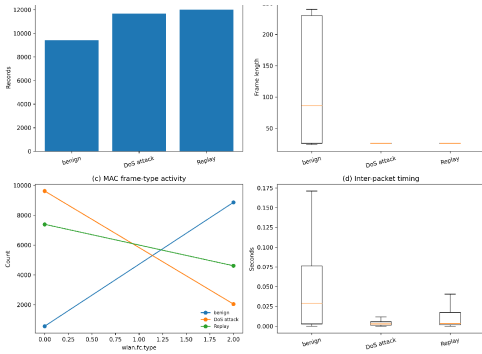 12000
10000
8000
6000
4000
2000
0
Records
benign
DoS attack
Replay
200
150
100
50
Frame length
benign
DoS attack
Replay
(c) MAC frame-type activity
10000
8000
6000
4000
2000
Count
0.00
0.25
0.50
0.75
1.00
1.25
1.50
1.75
2.00
wlan.fc.type
benign
DoS attack
Replay
(d) Inter-packet timing
0.175
0.150
0.125
0.100
0.075
0.050
0.025
0.000
Seconds
benign
DoS attack
Replay